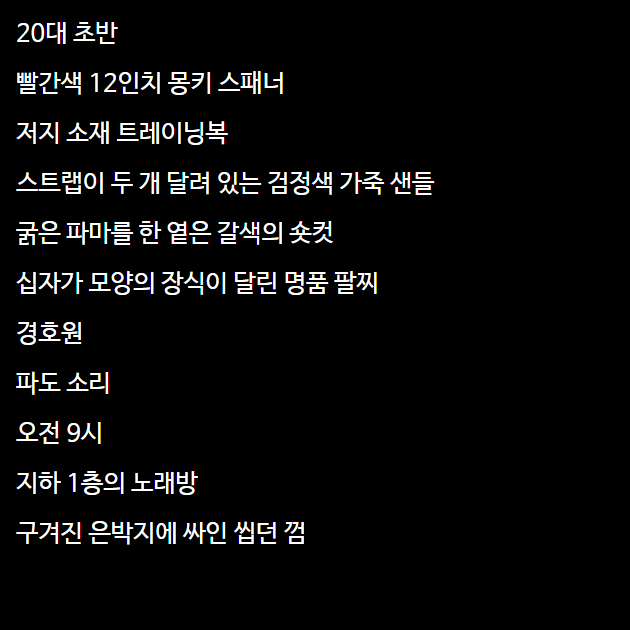 20대 초반
빨간색 12인치 몽키 스패너
저지 소재 트레이닝복
스트랩이 두 개 달려 있는 검정색 가죽 샌들
굵은 파마를 한 옅은 갈색의 숏컷
십자가 모양의 장식이 달린 명품 팔찌
경호원
파도 소리
오전 9시
지하 1층의 노래방
구겨진 은박지에 싸인 씹던 껌